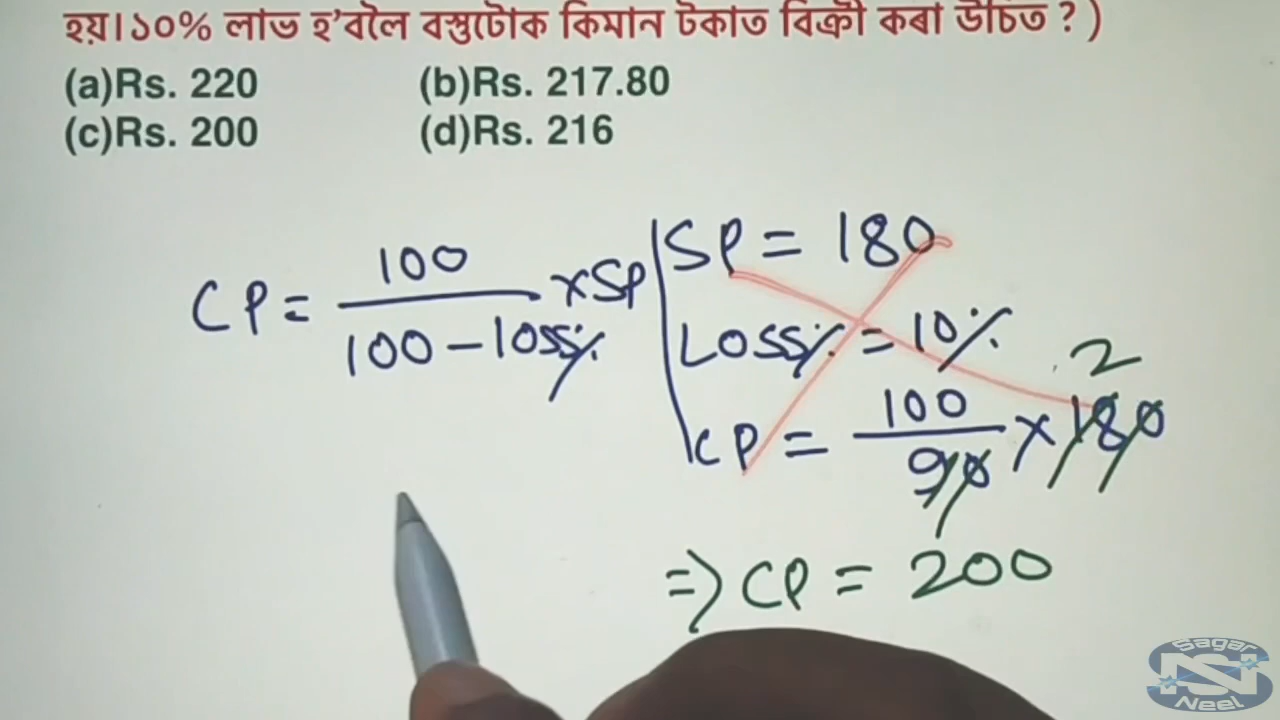 হয়।১০% লাভ হ'বলৈ বস্তুটোক কিমান টকাত বিক্ৰী কৰা উচিত ? )
(a)Rs. 220 (b)Rs. 217.80
(c)Rs. 200 (d)Rs. 216
CP = 100 / 100 - loss% × SP
SP = 180
Loss% = 10%
CP = 100 / 90 × 180 2
⇒ CP = 200
Sagar
NS
Neel